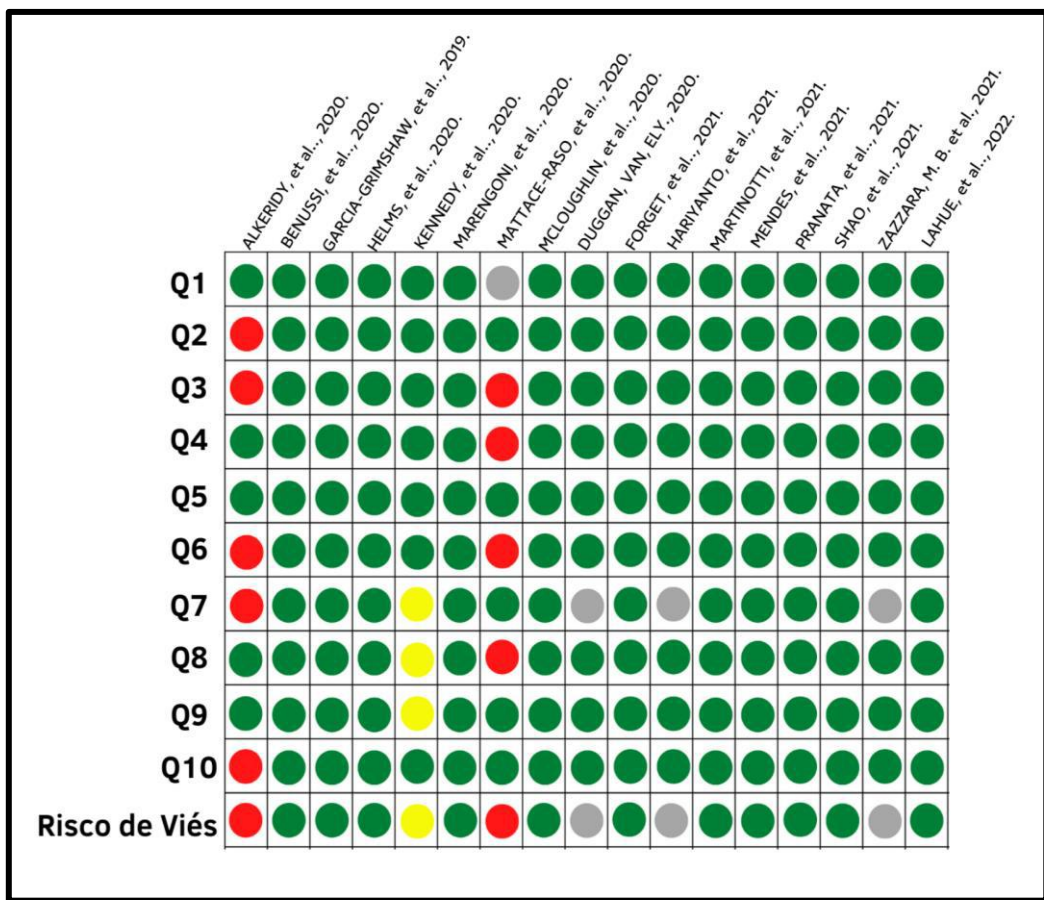 ALKERIDY, et al.., 2020.
BENUSSI, et al.., 2020.
GARCIA-GRIMSHAW, et al.., 2019.
HELMS, et al.., 2020.
KENNEDY, et al.., 2020.
MARENGONI, et al.., 2020.
MATTACE-RASO, et al.., 2020.
MCLOUGHLIN, et al.., 2020.
DUGGAN, VAN, ELY., 2020.
FORGET, et al.., 2021.
HARIYANTO, et al.., 2021.
MARTINOTTI, et al.., 2021.
MENDES, et al.., 2021.
PRANATA, et al.., 2021.
SHAO, et al.., 2021.
ZAZZARA, M. B. et al., 2021.
LAHUE, et al.., 2022.
Q1
Q2
Q3
Q4
Q5
Q6
Q7
Q8
Q9
Q10
Risco de Viés